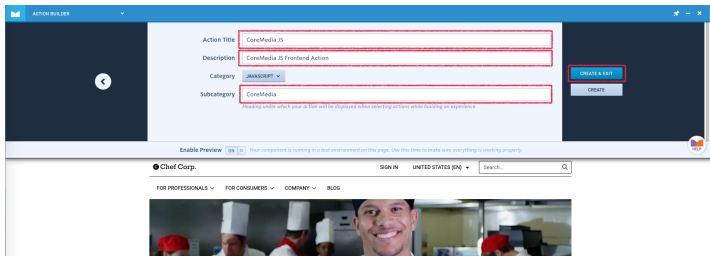 ACTION BUILDER
Action Title
CoreMedia JS
Description
CoreMedia JS Frontend Action
Category
JAVASCRIPT
Subcategory
CoreMedia
Heading under which your action will be displayed when selecting actions while building an experience.
CREATE & EXIT
CREATE
Enable Preview ON Your component is running in a test environment on this page. Use this time to make sure everything is working properly.
HELP
Chef Corp. SIGN IN UNITED STATES (EN) Search...
FOR PROFESSIONALS FOR CONSUMERS COMPANY BLOG